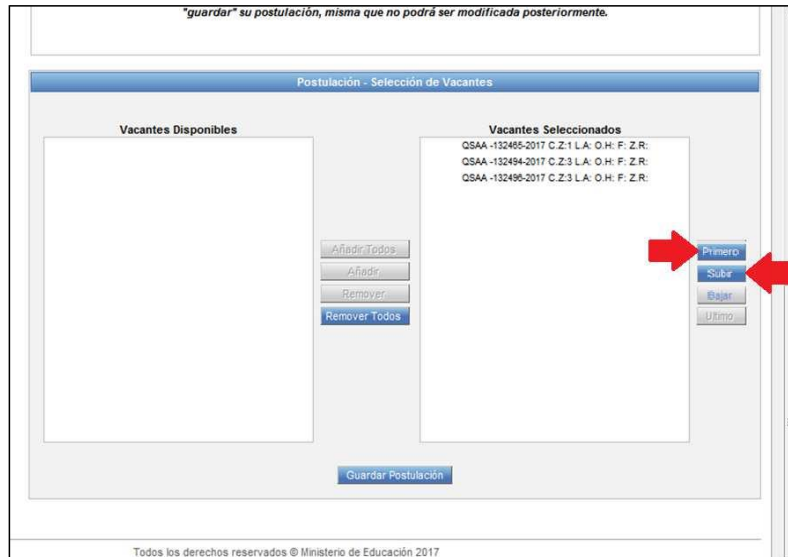 "guardar" su postulación, misma que no podrá ser modificada posteriormente.
Postulación - Selección de Vacantes
Vacantes Disponibles
Vacantes Seleccionados
QSAA -132465-2017 C.Z:1 L.A: O.H: F: Z.R:
QSAA -132494-2017 C.Z:3 L.A: O.H: F: Z.R:
QSAA -132496-2017 C.Z:3 L.A: O.H: F: Z.R:
Añadir Todos
Añadir
Remover
Remover Todos
Primero
Subir
Bajar
Ultimo
Guardar Postulación
Todos los derechos reservados © Ministerio de Educación 2017